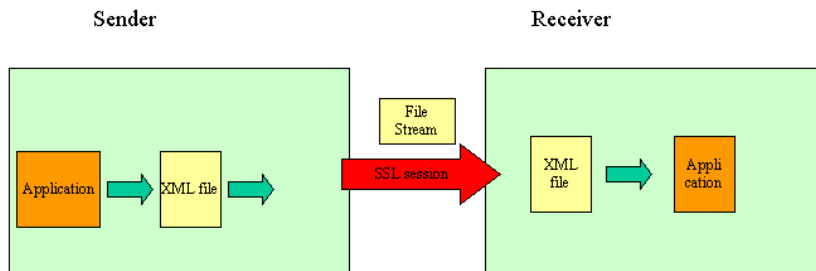 Sender
Receiver
File
Stream
Application
XML file
SSL session
XML
file
Appli
cation